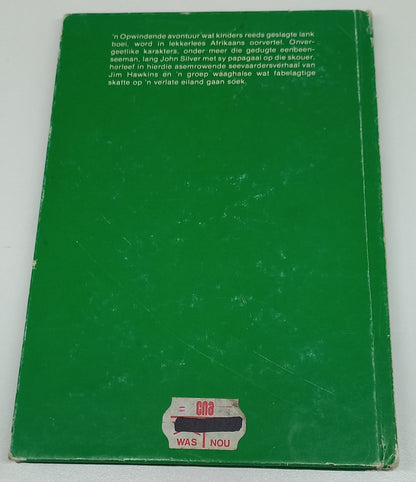 'n Opwindende avontuur wat kinders reeds geslagte lank
boei, word in lekkerlees Afrikaans oorvertel. Onver-
geetlike karakters, onder meer die gedugte eenbeen-
seeman, lang John Silver met sy papagaai op die skouer,
herleef in hierdie asemrowende seevaardersverhaal van
Jim Hawkins en 'n groep waaghalse wat fabelagtige
skatte op 'n verlate eiland gaan soek.
cna
WAS NOU